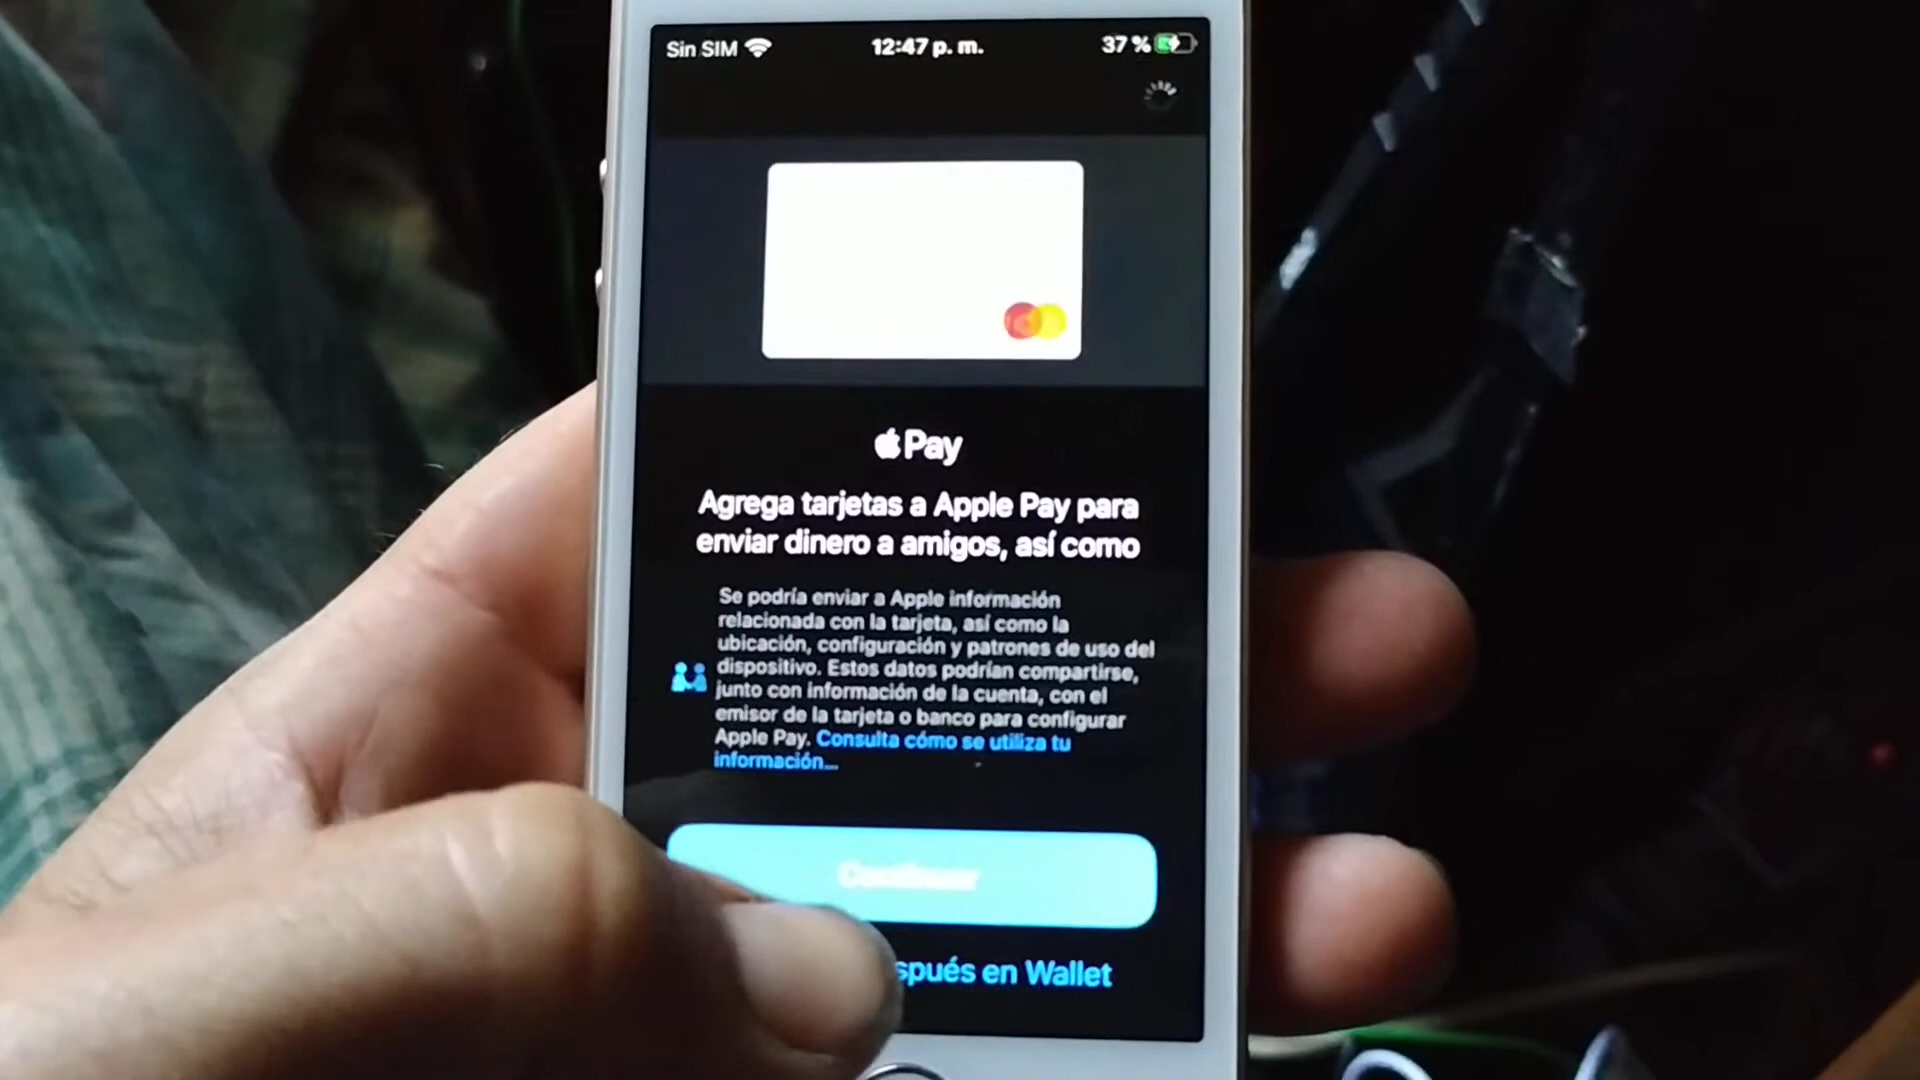 Sin SIM
12:47 p. m.
37 %
Pay
Agrega tarjetas a Apple Pay para
enviar dinero a amigos, así como
Se podría enviar a Apple información
relacionada con la tarjeta, así como la
ubicación, configuración y patrones de uso del
dispositivo. Estos datos podrían compartirse,
junto con información de la cuenta, con el
emisor de la tarjeta o banco para configurar
Apple Pay. Consulta cómo se utiliza tu
información...
Continuar
spués en Wallet